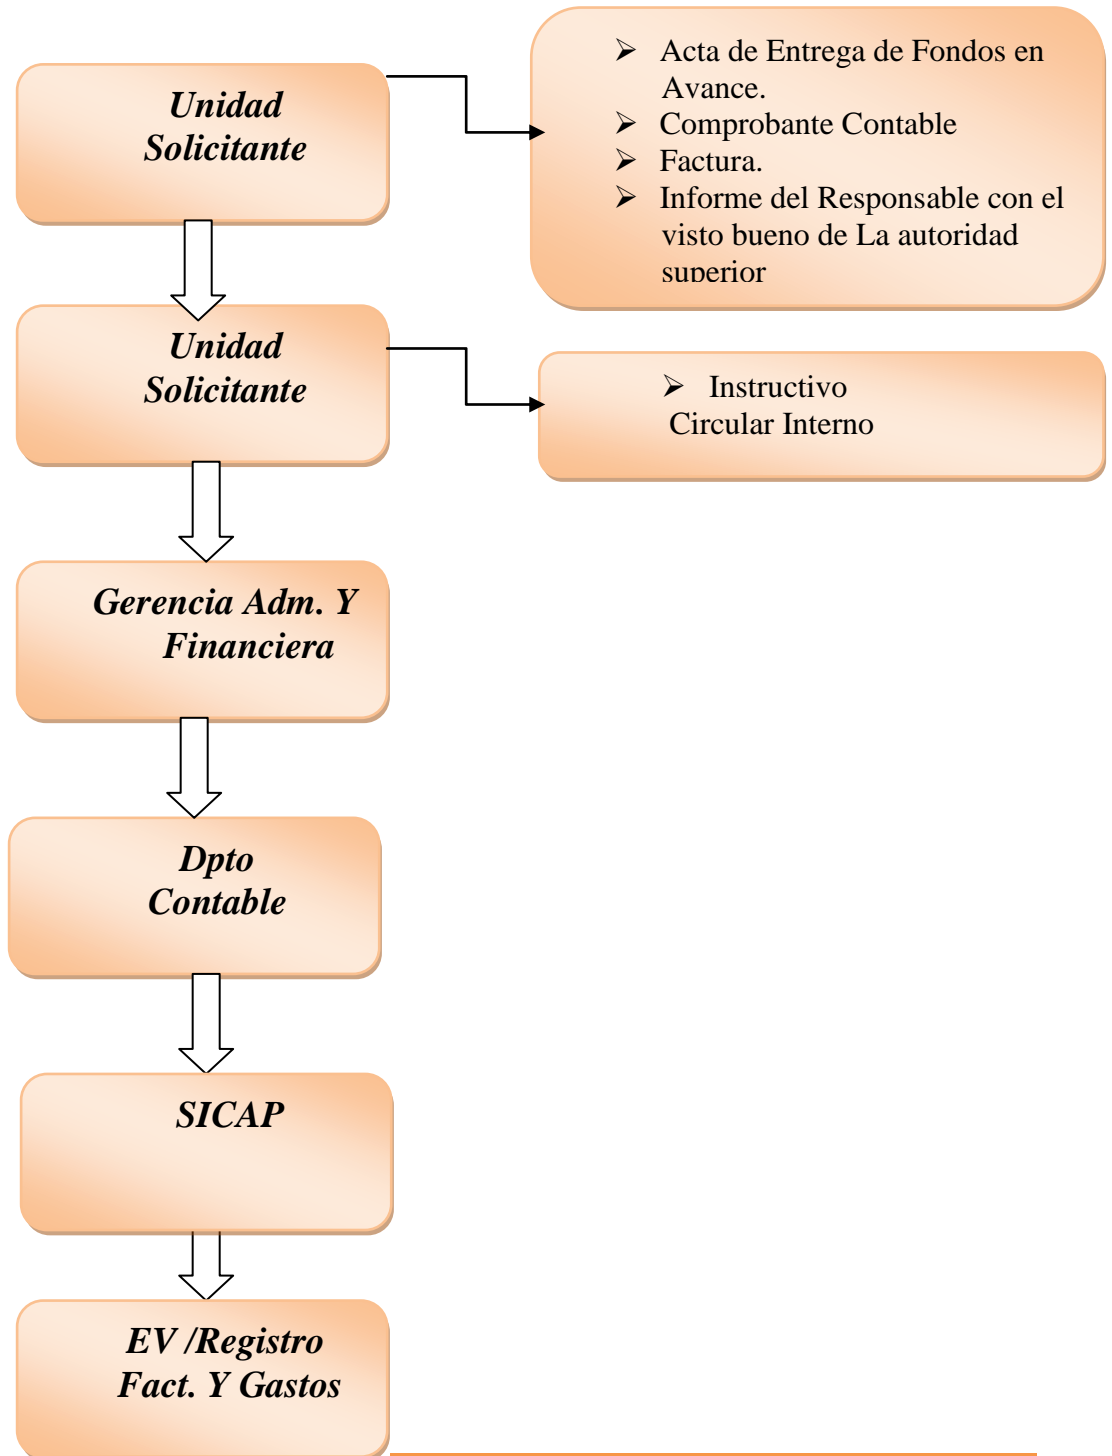 Unidad
Solicitante
➢ Acta de Entrega de Fondos en
Avance.
➢ Comprobante Contable
➢ Factura.
➢ Informe del Responsable con el
visto bueno de La autoridad
superior
Unidad
Solicitante
➢ Instructivo
Circular Interno
Gerencia Adm. Y
Financiera
Dpto
Contable
SICAP
EV /Registro
Fact. Y Gastos